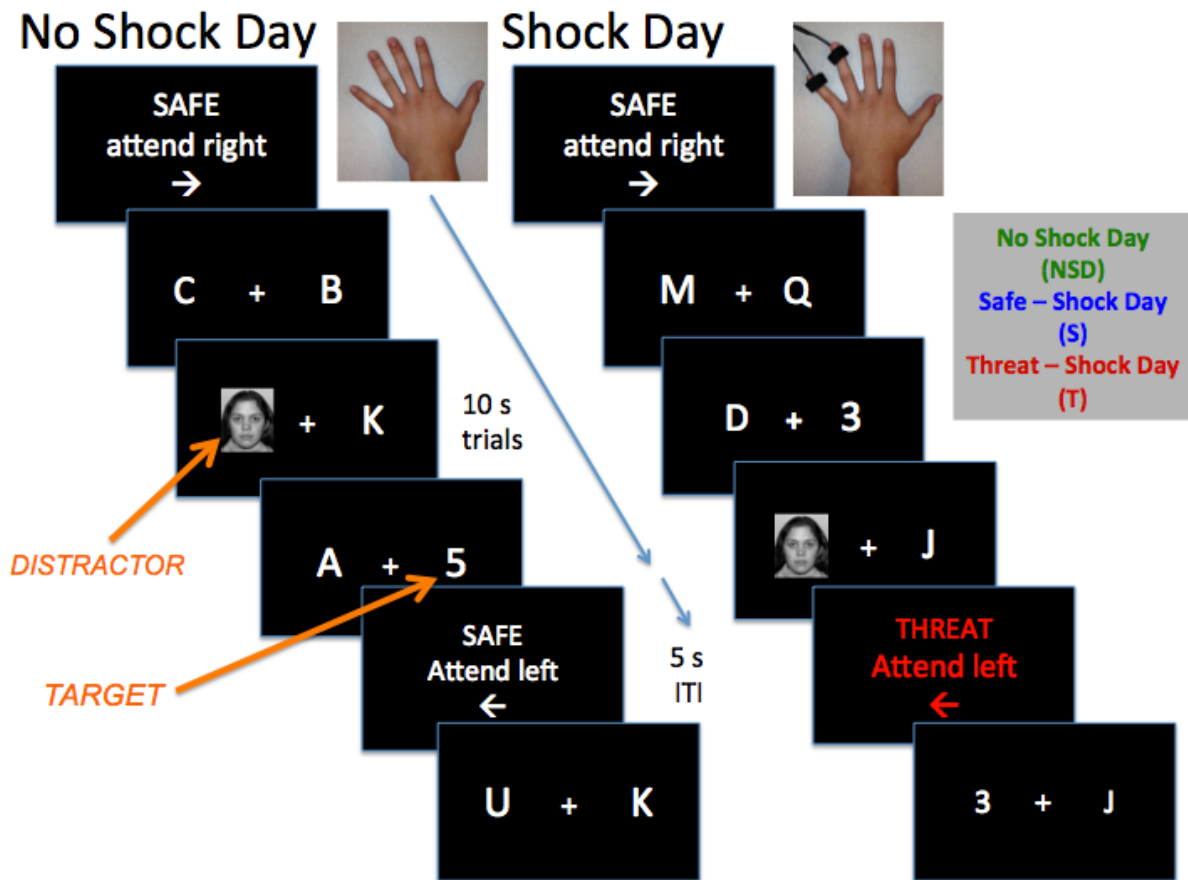 No Shock Day
SAFE
attend right
→
C + B
+ K
10 s
trials
DISTRACTOR
A + 5
TARGET
SAFE
Attend left
←
5 s
ITI
U + K
Shock Day
SAFE
attend right
→
M + Q
D + 3
+ J
THREAT
Attend left
←
3 + J
No Shock Day
(NSD)
Safe – Shock Day
(S)
Threat – Shock Day
(T)